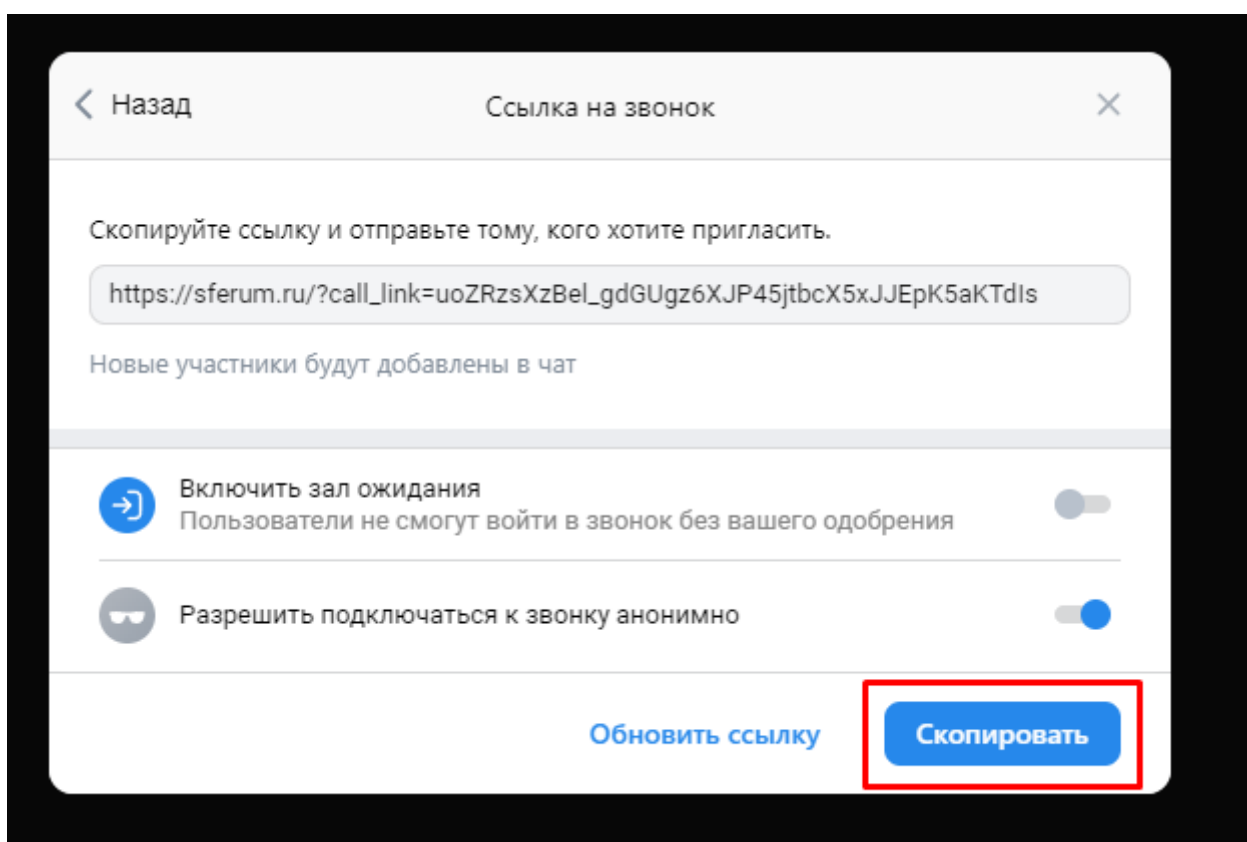 Назад
Ссылка на звонок
Скопируйте ссылку и отправьте тому, кого хотите пригласить.
https://sferum.ru/?call_link=uoZRzsXzBel_gdGUgz6XJP45jtbcX5xJJEpK5aKTdIs
Новые участники будут добавлены в чат
Включить зал ожидания
Пользователи не смогут войти в звонок без вашего одобрения
Разрешить подключаться к звонку анонимно
Обновить ссылку
Скопировать